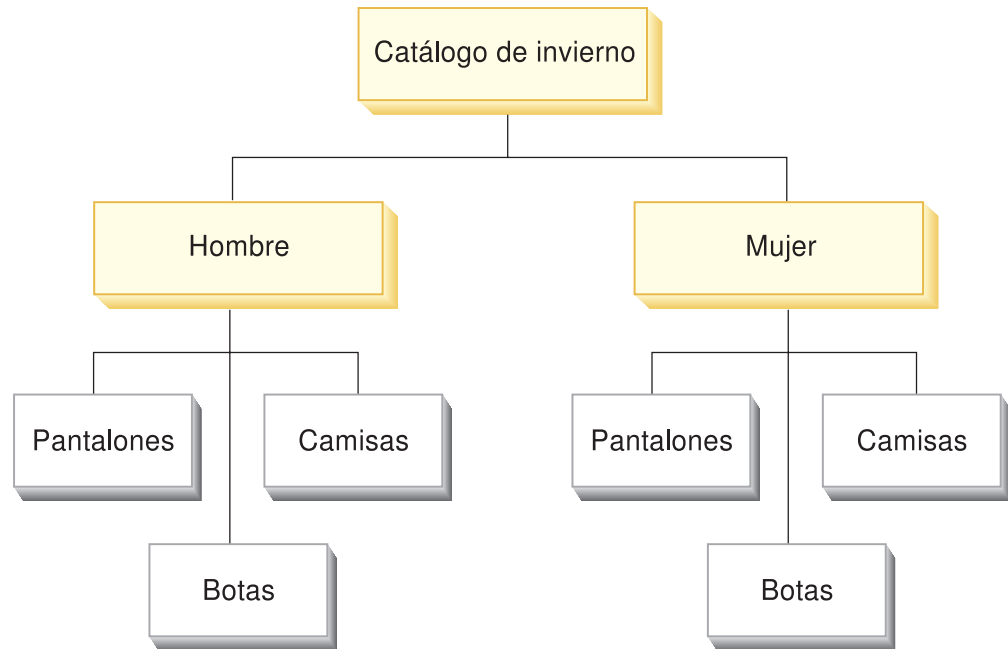 Catálogo de invierno
Hombre
Mujer
Pantalones
Camisas
Pantalones
Camisas
Botas
Botas